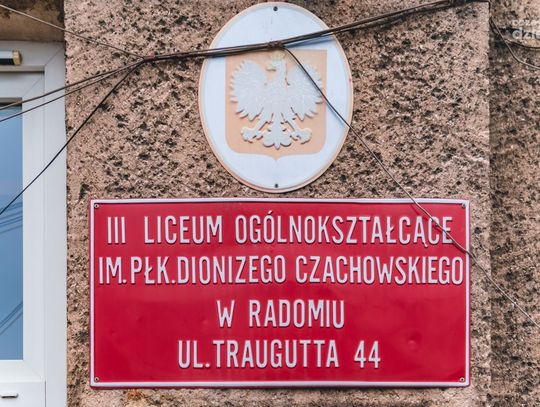 III LICEUM OGÓLNOKSZTAŁCĄCE
IM.PŁK.DIONIZEGO CZACHOWSKIEGO
W RADOMIU
UL.TRAUGUTTA 44